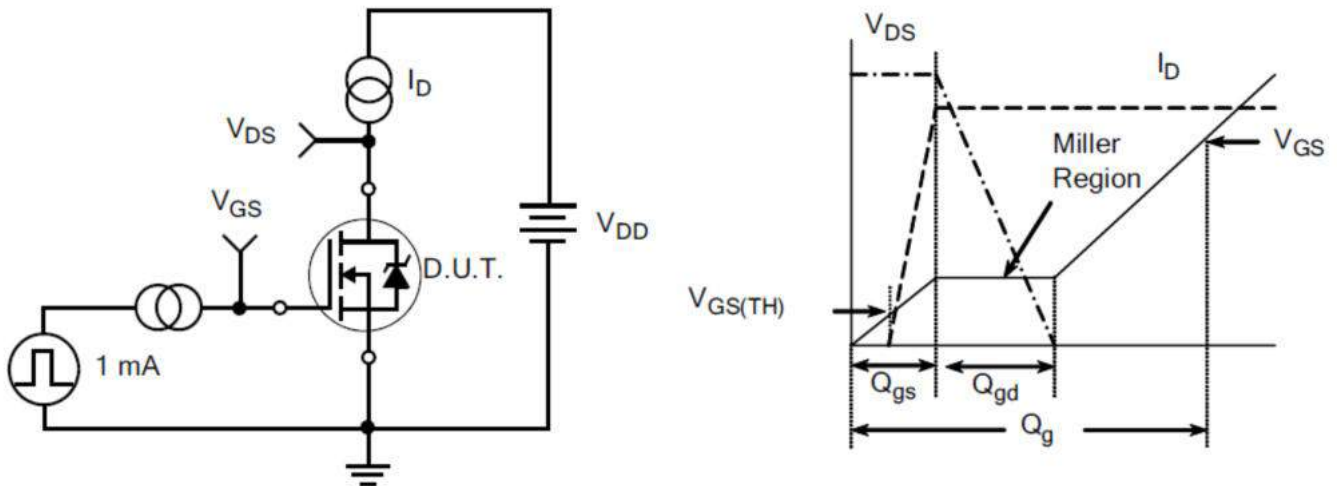 I_D
V_DS
V_GS
V_DD
D.U.T.
1 mA
V_DS
I_D
Miller
Region
V_GS
V_GS(TH)
Q_gs
Q_gd
Q_g